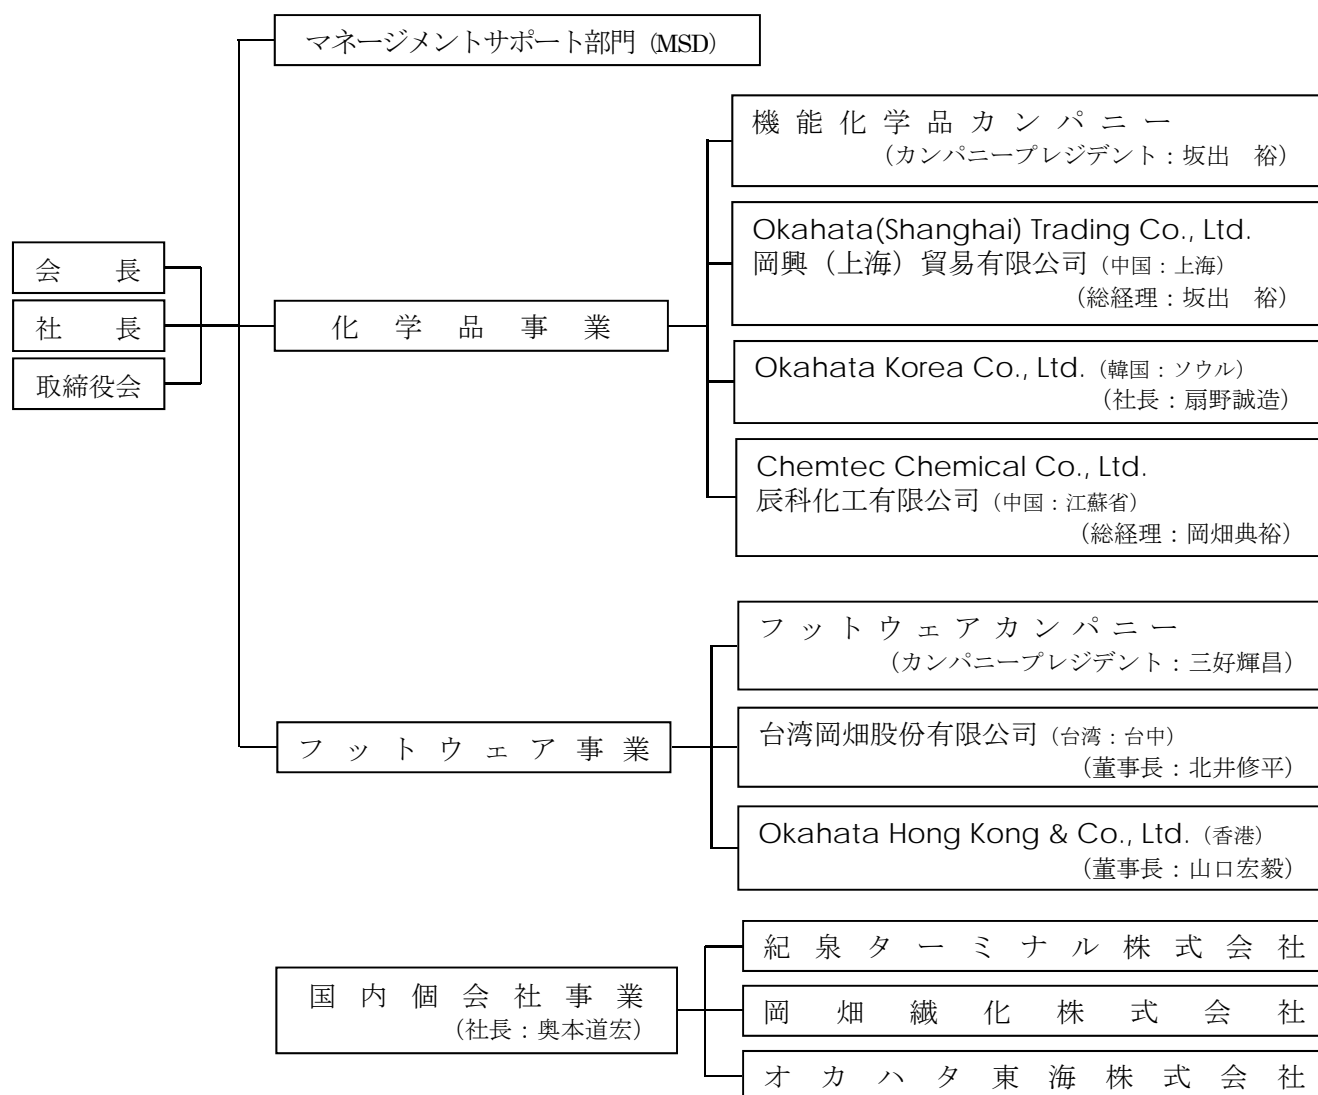 マネージメントサポート部門 (MSD)
機能化学品カンパニー
(カンパニープレジデント：坂出　裕)
Okahata(Shanghai) Trading Co., Ltd.
岡興（上海）貿易有限公司 (中国：上海)
(総経理：坂出　裕)
会長
社長
取締役会
化学品事業
Okahata Korea Co., Ltd. (韓国：ソウル)
(社長：扇野誠造)
Chemtec Chemical Co., Ltd.
辰科化工有限公司 (中国：江蘇省)
(総経理：岡畑典裕)
フットウェアカンパニー
(カンパニープレジデント：三好輝昌)
フットウェア事業
台湾岡畑股份有限公司 (台湾：台中)
(董事長：北井修平)
Okahata Hong Kong & Co., Ltd. (香港)
(董事長：山口宏毅)
紀泉ターミナル株式会社
国内個会社事業
(社長：奥本道宏)
岡畑繊化株式会社
オカハタ東海株式会社